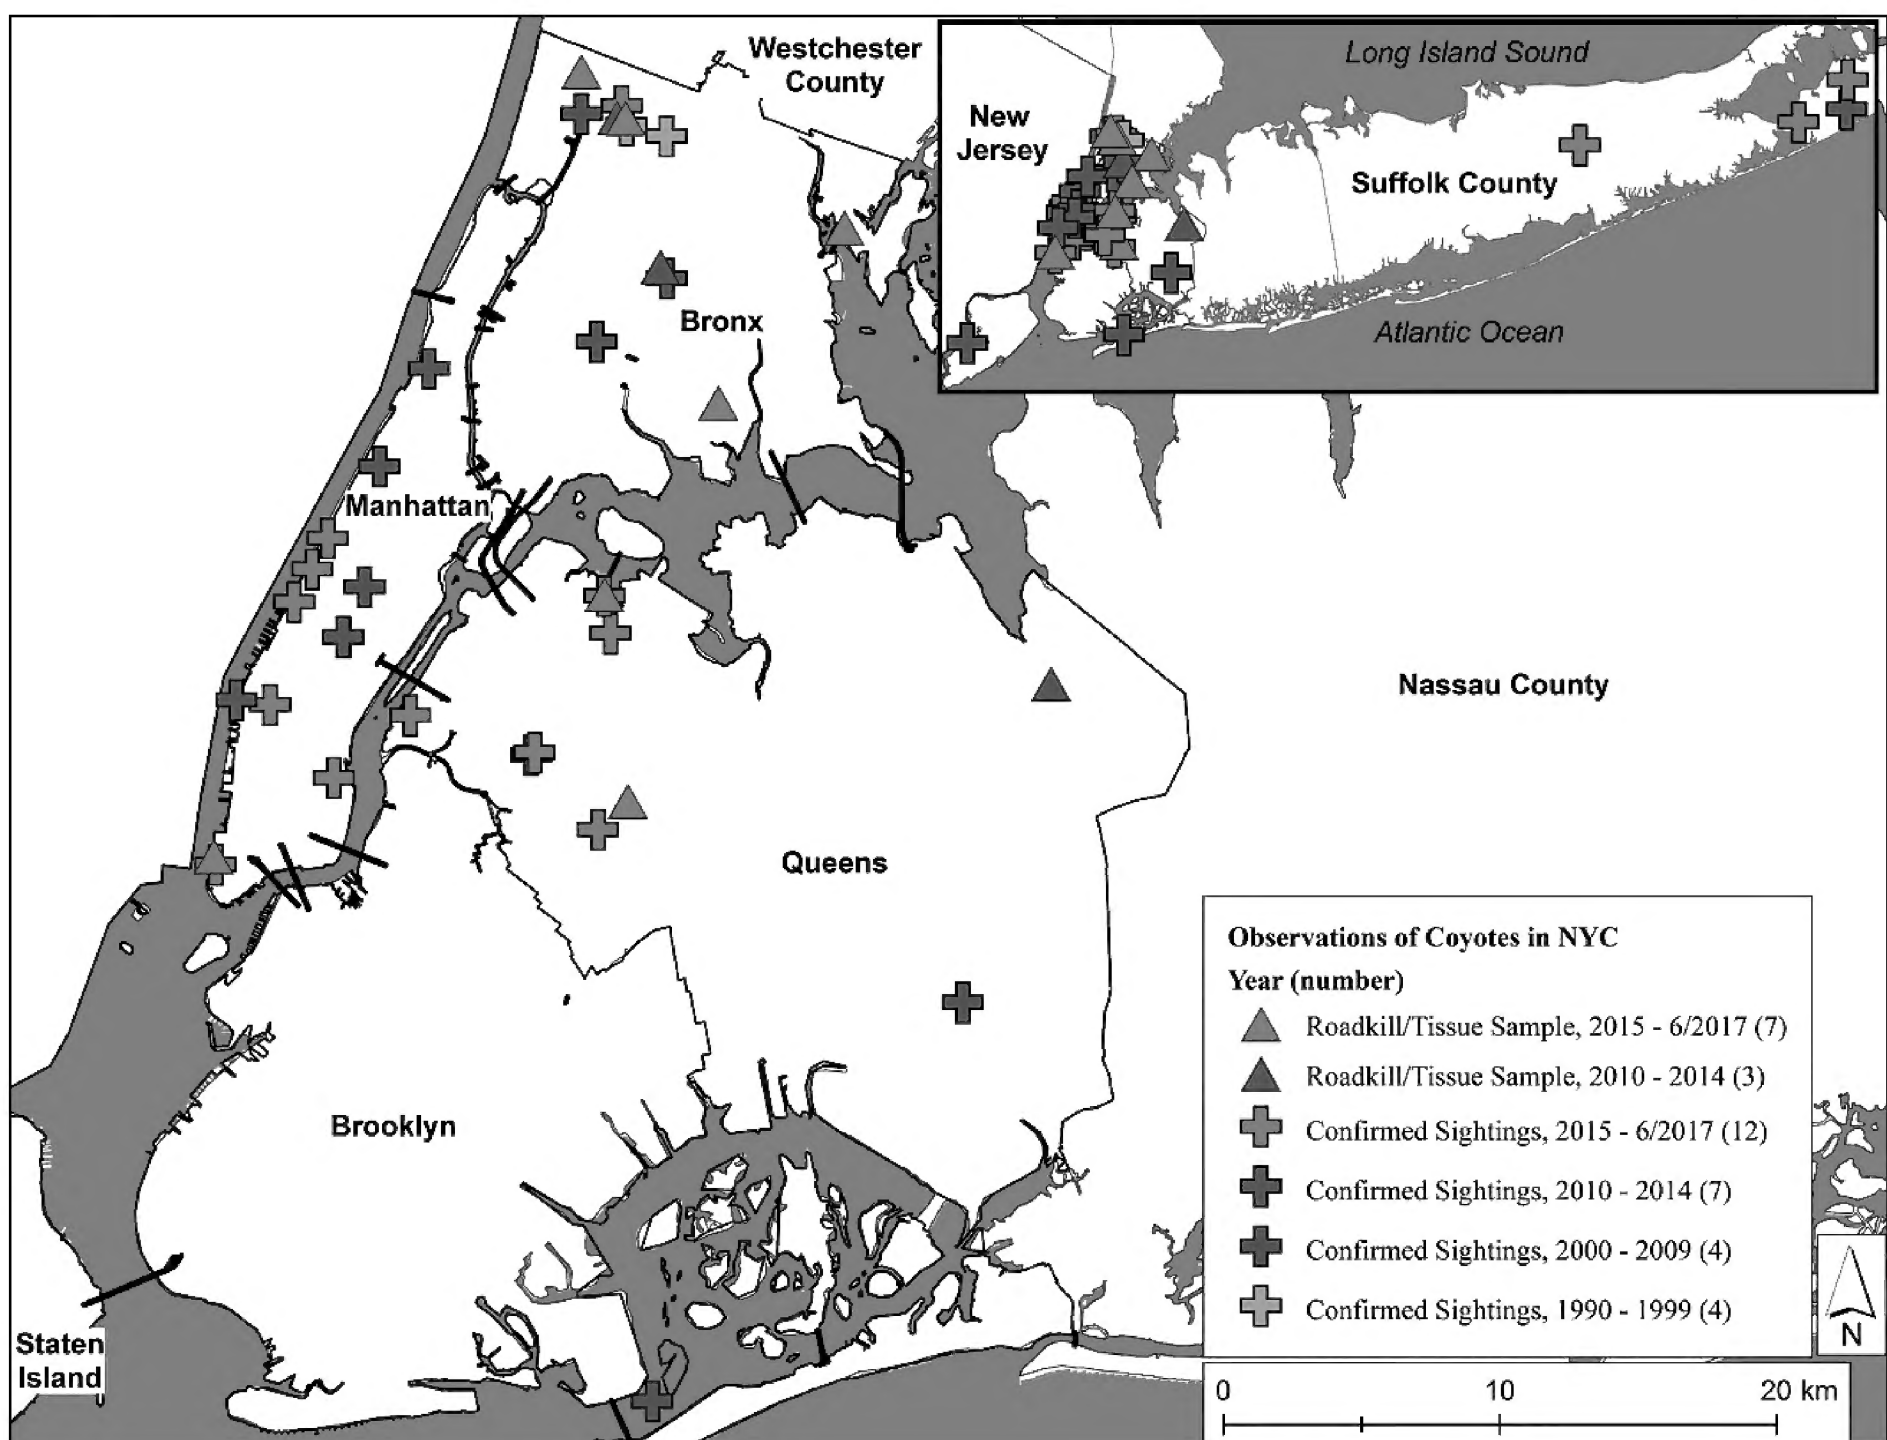 Westchester
County
Long Island Sound
New
Jersey
Suffolk County
Atlantic Ocean
Bronx
Manhattan
Nassau County
Queens
Brooklyn
Staten
Island
Observations of Coyotes in NYC
Year (number)
Roadkill/Tissue Sample, 2015 - 6/2017 (7)
Roadkill/Tissue Sample, 2010 - 2014 (3)
Confirmed Sightings, 2015 - 6/2017 (12)
Confirmed Sightings, 2010 - 2014 (7)
Confirmed Sightings, 2000 - 2009 (4)
Confirmed Sightings, 1990 - 1999 (4)
N
0 10 20 km